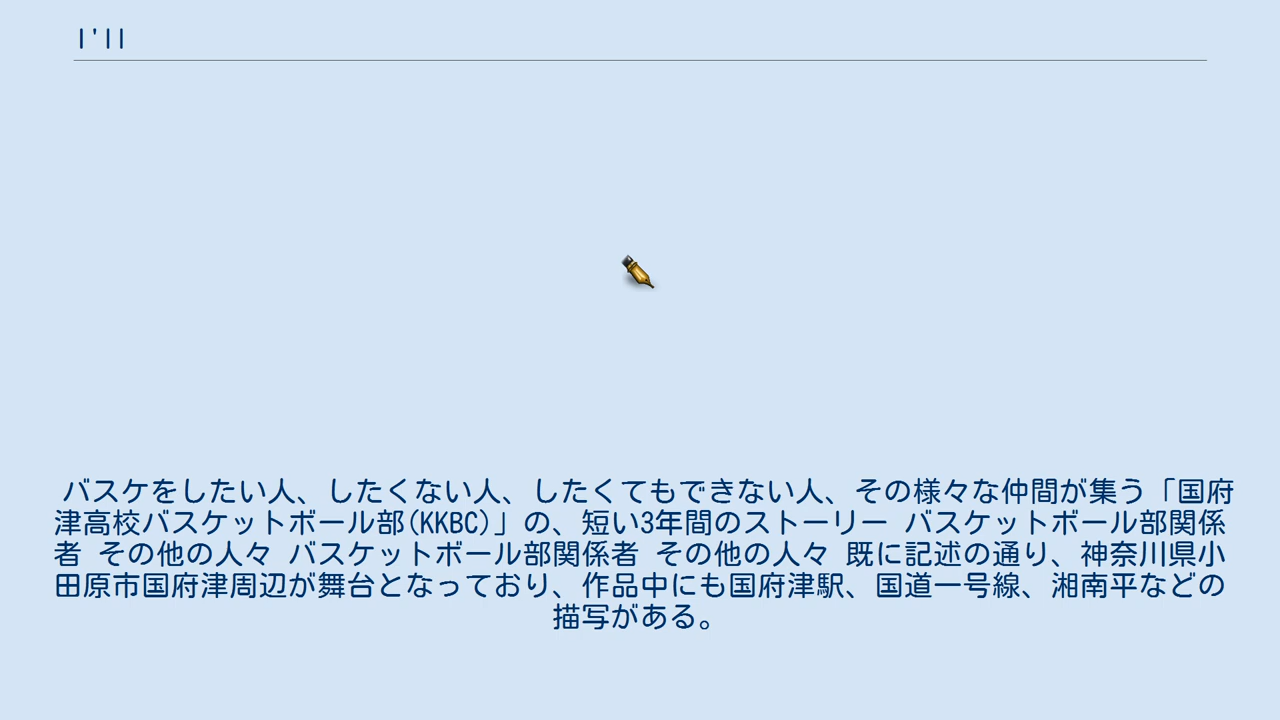 I'll
バスケをしたい人、したくない人、したくてもできない人、その様々な仲間が集う「国府
津高校バスケットボール部(KKBC)」の、短い3年間のストーリー バスケットボール部関係
者 その他の人々 バスケットボール部関係者 その他の人々 既に記述の通り、神奈川県小
田原市国府津周辺が舞台となっており、作品中にも国府津駅、国道一号線、湘南平などの
描写がある。